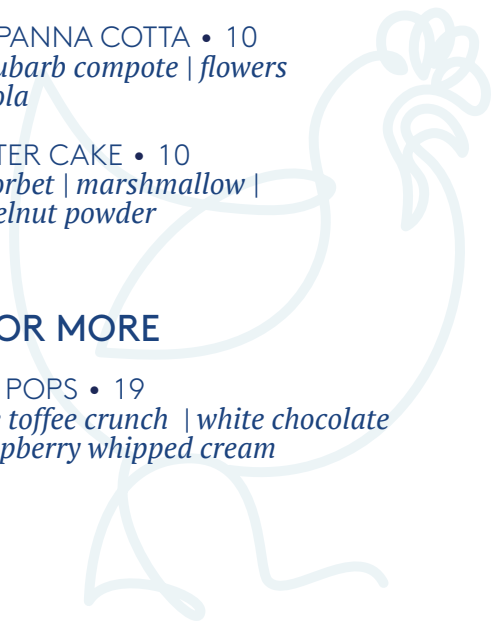 PANNA COTTA • 10
ubarb compote | flowers
ola
TER CAKE • 10
orbet | marshmallow |
elnut powder
OR MORE
POPS • 19
toffee crunch | white chocolate
pberry whipped cream